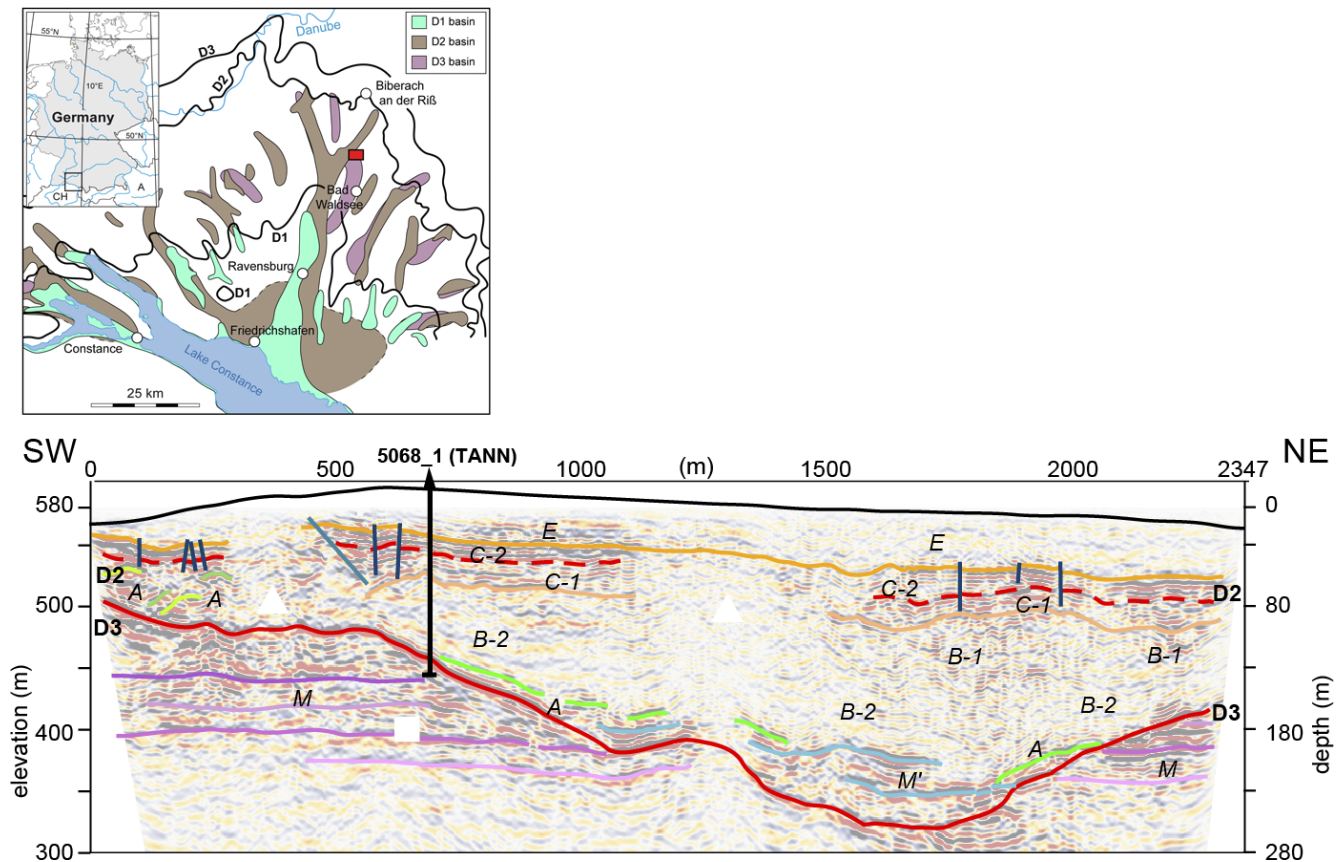 55°N
10°E
Germany
50°N
CH
A
Danube
D3
D2
D1 basin
D2 basin
D3 basin
Biberach
an der Riß
Bad
Waldsee
D1
Ravensburg
D1
Friedrichshafen
Constance
Lake Constance
25 km
SW
NE
0
500
5068_1 (TANN)
1000
(m)
1500
2000
2347
580
0
E
E
C-2
C-2
D2
A
A
C-1
C-1
D2
500
80
D3
B-2
B-1
B-1
M
A
B-2
B-2
D3
400
180
A
M'
M
300
280
elevation (m)
depth (m)